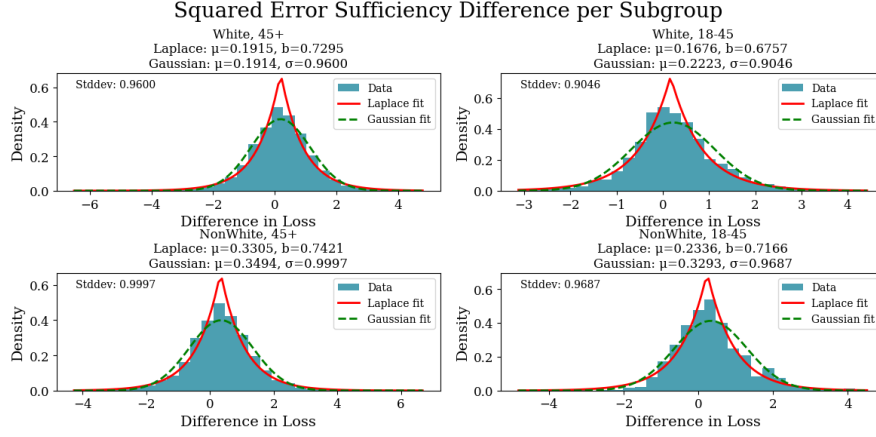 Squared Error Sufficiency Difference per Subgroup
White, 45+
Laplace: μ=0.1915, b=0.7295
Gaussian: μ=0.1914, σ=0.9600
Stddev: 0.9600
Data
Laplace fit
Gaussian fit
Density
0.6
0.4
0.2
0.0
−6 −4 −2 0 2 4
Difference in Loss
White, 18-45
Laplace: μ=0.1676, b=0.6757
Gaussian: μ=0.2223, σ=0.9046
Stddev: 0.9046
Data
Laplace fit
Gaussian fit
Density
0.6
0.4
0.2
0.0
−3 −2 −1 0 1 2 3 4
Difference in Loss
NonWhite, 45+
Laplace: μ=0.3305, b=0.7421
Gaussian: μ=0.3494, σ=0.9997
Stddev: 0.9997
Data
Laplace fit
Gaussian fit
Density
0.6
0.4
0.2
0.0
−4 −2 0 2 4 6
Difference in Loss
NonWhite, 18-45
Laplace: μ=0.2336, b=0.7166
Gaussian: μ=0.3293, σ=0.9687
Stddev: 0.9687
Data
Laplace fit
Gaussian fit
Density
0.6
0.4
0.2
0.0
−4 −2 0 2 4
Difference in Loss